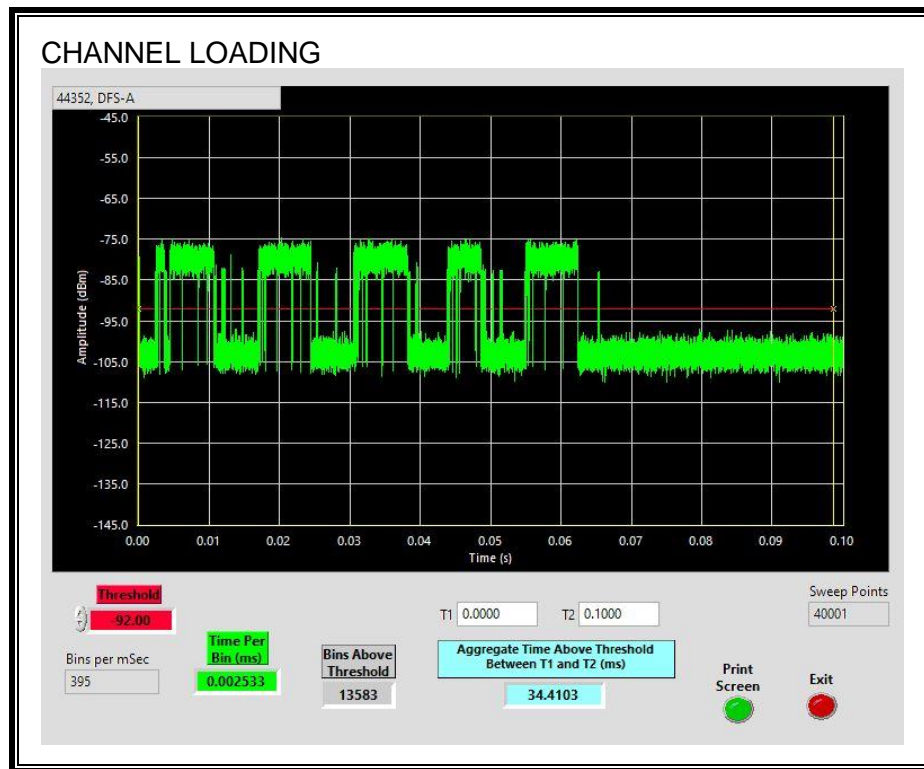 CHANNEL LOADING
44352, DFS-A
-45.0
-55.0
-65.0
-75.0
-85.0
-95.0
-105.0
-115.0
-125.0
-135.0
-145.0
Amplitude (dBm)
0.00 0.01 0.02 0.03 0.04 0.05 0.06 0.07 0.08 0.09 0.10
Time (s)
Threshold
-92.00
Bins per mSec
395
Time Per
Bin (ms)
0.002533
Bins Above
Threshold
13583
T1 0.0000 T2 0.1000
Aggregate Time Above Threshold
Between T1 and T2 (ms)
34.4103
Sweep Points
40001
Print
Screen
Exit